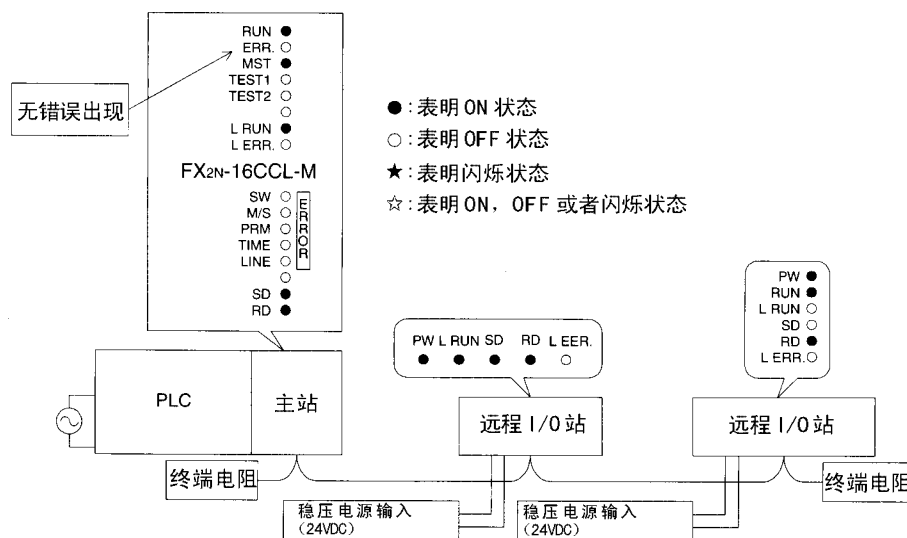 RUN ●
ERR. ○
MST ●
TEST1 ○
TEST2 ○
○
L RUN ●
L ERR. ○
FX2N-16CCL-M
SW ○
M/S ○
PRM ○
TIME ○
LINE ○
○
SD ●
RD ●
ERROR
无错误出现
●:表明ON状态
○:表明OFF状态
★:表明闪烁状态
☆:表明ON,OFF或者闪烁状态
PW L RUN SD RD L EER.
● ● ● ● ○
PW ●
RUN ●
L RUN ○
SD ○
RD ●
L ERR. ○
PLC
主站
远程I/O站
远程I/O站
终端电阻
终端电阻
稳压电源输入
(24VDC)
稳压电源输入
(24VDC)